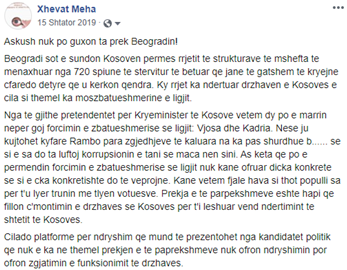 Xhevat Meha
15 Shtator 2019 ·
Askush nuk po guxon ta prek Beogradin!
Beogradi sot e sundon Kosoven permes rrjetit te strukturave te mshefta te
menaxhuar nga 720 spiune te stervitur te betuar qe jane te gatshem te kryejne
cfaredo detyre qe u kerkon qendra. Ky rrjet ka ndertuar drzhaven e Kosoves e
cila si themel ka moszbatueshmerine e ligjit.
Nga te gjithe pretendentet per Kryeminister te Kosove vetem dy po e marrin
neper goj forcimin e zbatueshmerise se ligjit: Vjosa dhe Kadria. Nese ju
kujtohet kyfare Rambo para zgjedhjeve te kaluara na ka pas shurdhue b...... se
si e sa do ta luftoj korrupsionin e tani se maca nen sini. As keta qe po e
permendin forcimin e zbatueshmerise se ligjit nuk kane ofruar dicka konkrete
se si e cka konkretishte do te veprojne. Kane vetem fjale hava si thot populli sa
per t'u lyer trunin me tlyen votuesve. Prekja e te parpekshmeve eshte hapi qe
fillon c'montimin e drzhaves se Kosoves per t'i leshuar vend ndertimint te
shtetit te Kosoves.
Cilado platforme per ndryshim qe mund te prezentohet nga kandidatet politik
qe nuk e ka ne themel prekjen e te paprekshmeve nuk ofron ndryshimin por
ofron zgjatimin e funksionimit te drzhaves.